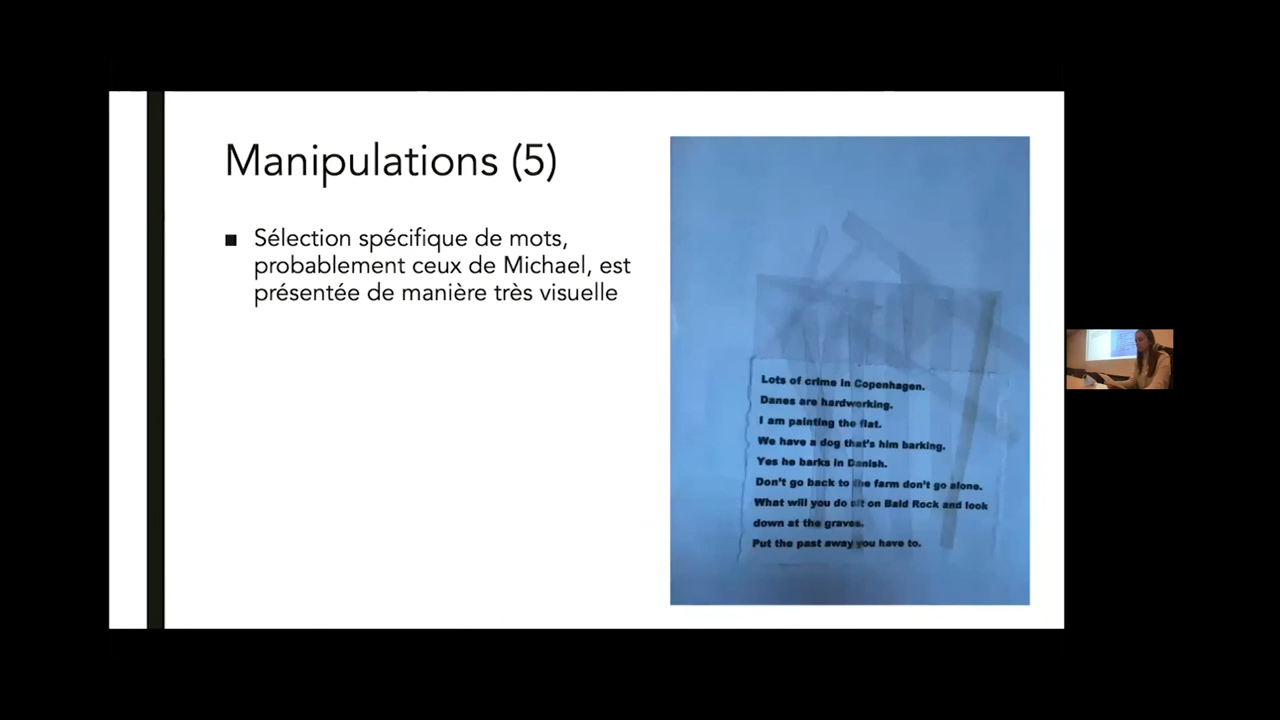 Manipulations (5)
Sélection spécifique de mots,
probablement ceux de Michael, est
présentée de manière très visuelle
Lots of crime in Copenhagen.
Danes are hardworking.
I am painting the flat.
We have a dog that's him barking.
Yes he barks in Danish.
Don't go back to the farm don't go alone.
What will you do sit on Bald Rock and look
down at the graves.
Put the past away you have to.